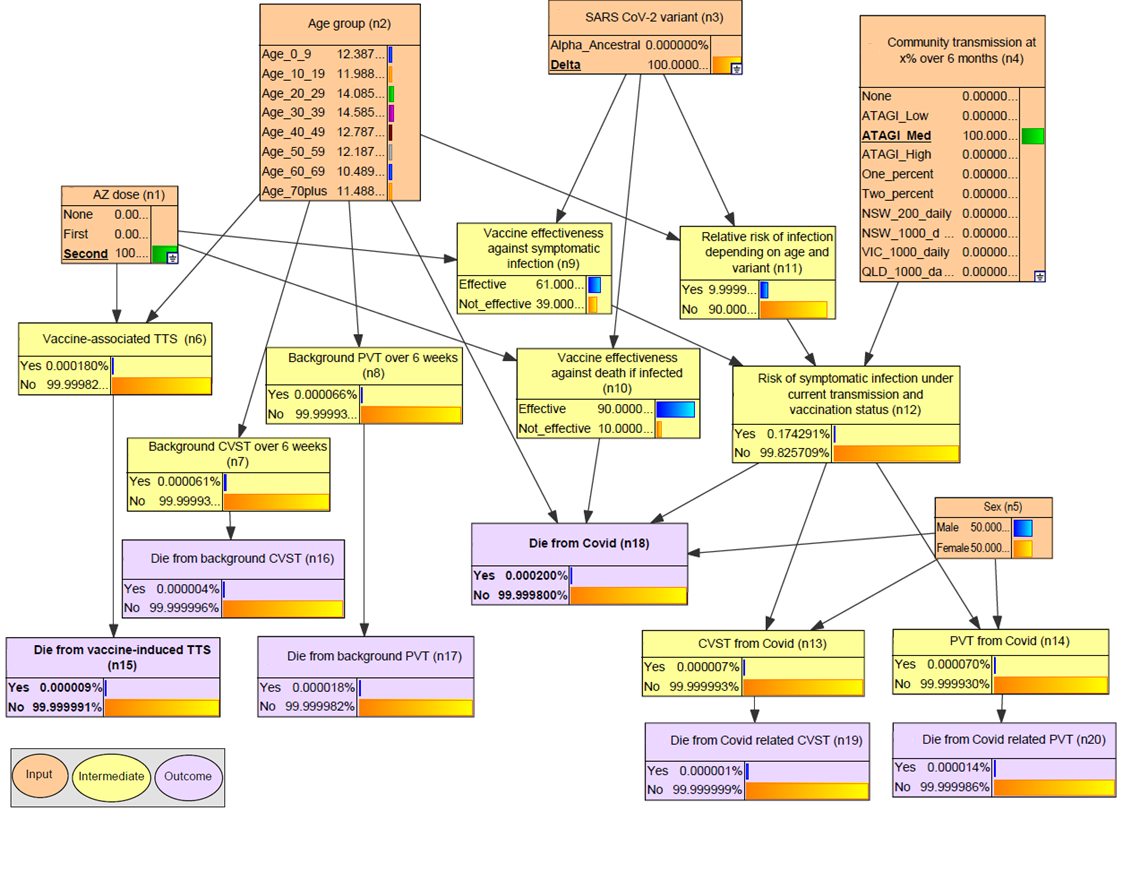 Age group (n2)
Age_0_9 12.387...
Age_10_19 11.988...
Age_20_29 14.085...
Age_30_39 14.585...
Age_40_49 12.787...
Age_50_59 12.187...
Age_60_69 10.489...
Age_70plus 11.488...
SARS CoV-2 variant (n3)
Alpha_Ancestral 0.000000%
Delta 100.0000...
Community transmission at
x% over 6 months (n4)
None 0.00000...
ATAGI_Low 0.00000...
ATAGI_Med 100.000...
ATAGI_High 0.00000...
One_percent 0.00000...
Two_percent 0.00000...
NSW_200_daily 0.00000...
NSW_1000_d ... 0.00000...
VIC_1000_daily 0.00000...
QLD_1000_da ... 0.00000...
AZ dose (n1)
None 0.00...
First 0.00...
Second 100....
Vaccine effectiveness
against symptomatic
infection (n9)
Effective 61.000...
Not_effective 39.000...
Relative risk of infection
depending on age and
variant (n11)
Yes 9.9999...
No 90.000...
Vaccine-associated TTS (n6)
Yes 0.000180%
No 99.99982...
Background PVT over 6 weeks
(n8)
Yes 0.000066%
No 99.99993...
Vaccine effectiveness
against death if infected
(n10)
Effective 90.0000...
Not_effective 10.0000...
Risk of symptomatic infection under
current transmission and
vaccination status (n12)
Yes 0.174291%
No 99.825709%
Background CVST over 6 weeks
(n7)
Yes 0.000061%
No 99.99993...
Sex (n5)
Male 50.000...
Female 50.000...
Die from background CVST (n16)
Yes 0.000004%
No 99.999996%
Die from Covid (n18)
Yes 0.000200%
No 99.999800%
Die from vaccine-induced TTS
(n15)
Yes 0.000009%
No 99.999991%
Die from background PVT (n17)
Yes 0.000018%
No 99.999982%
CVST from Covid (n13)
Yes 0.000007%
No 99.999993%
PVT from Covid (n14)
Yes 0.000070%
No 99.999930%
Die from Covid related CVST (n19)
Yes 0.000001%
No 99.999999%
Die from Covid related PVT (n20)
Yes 0.000014%
No 99.999986%
Input
Intermediate
Outcome